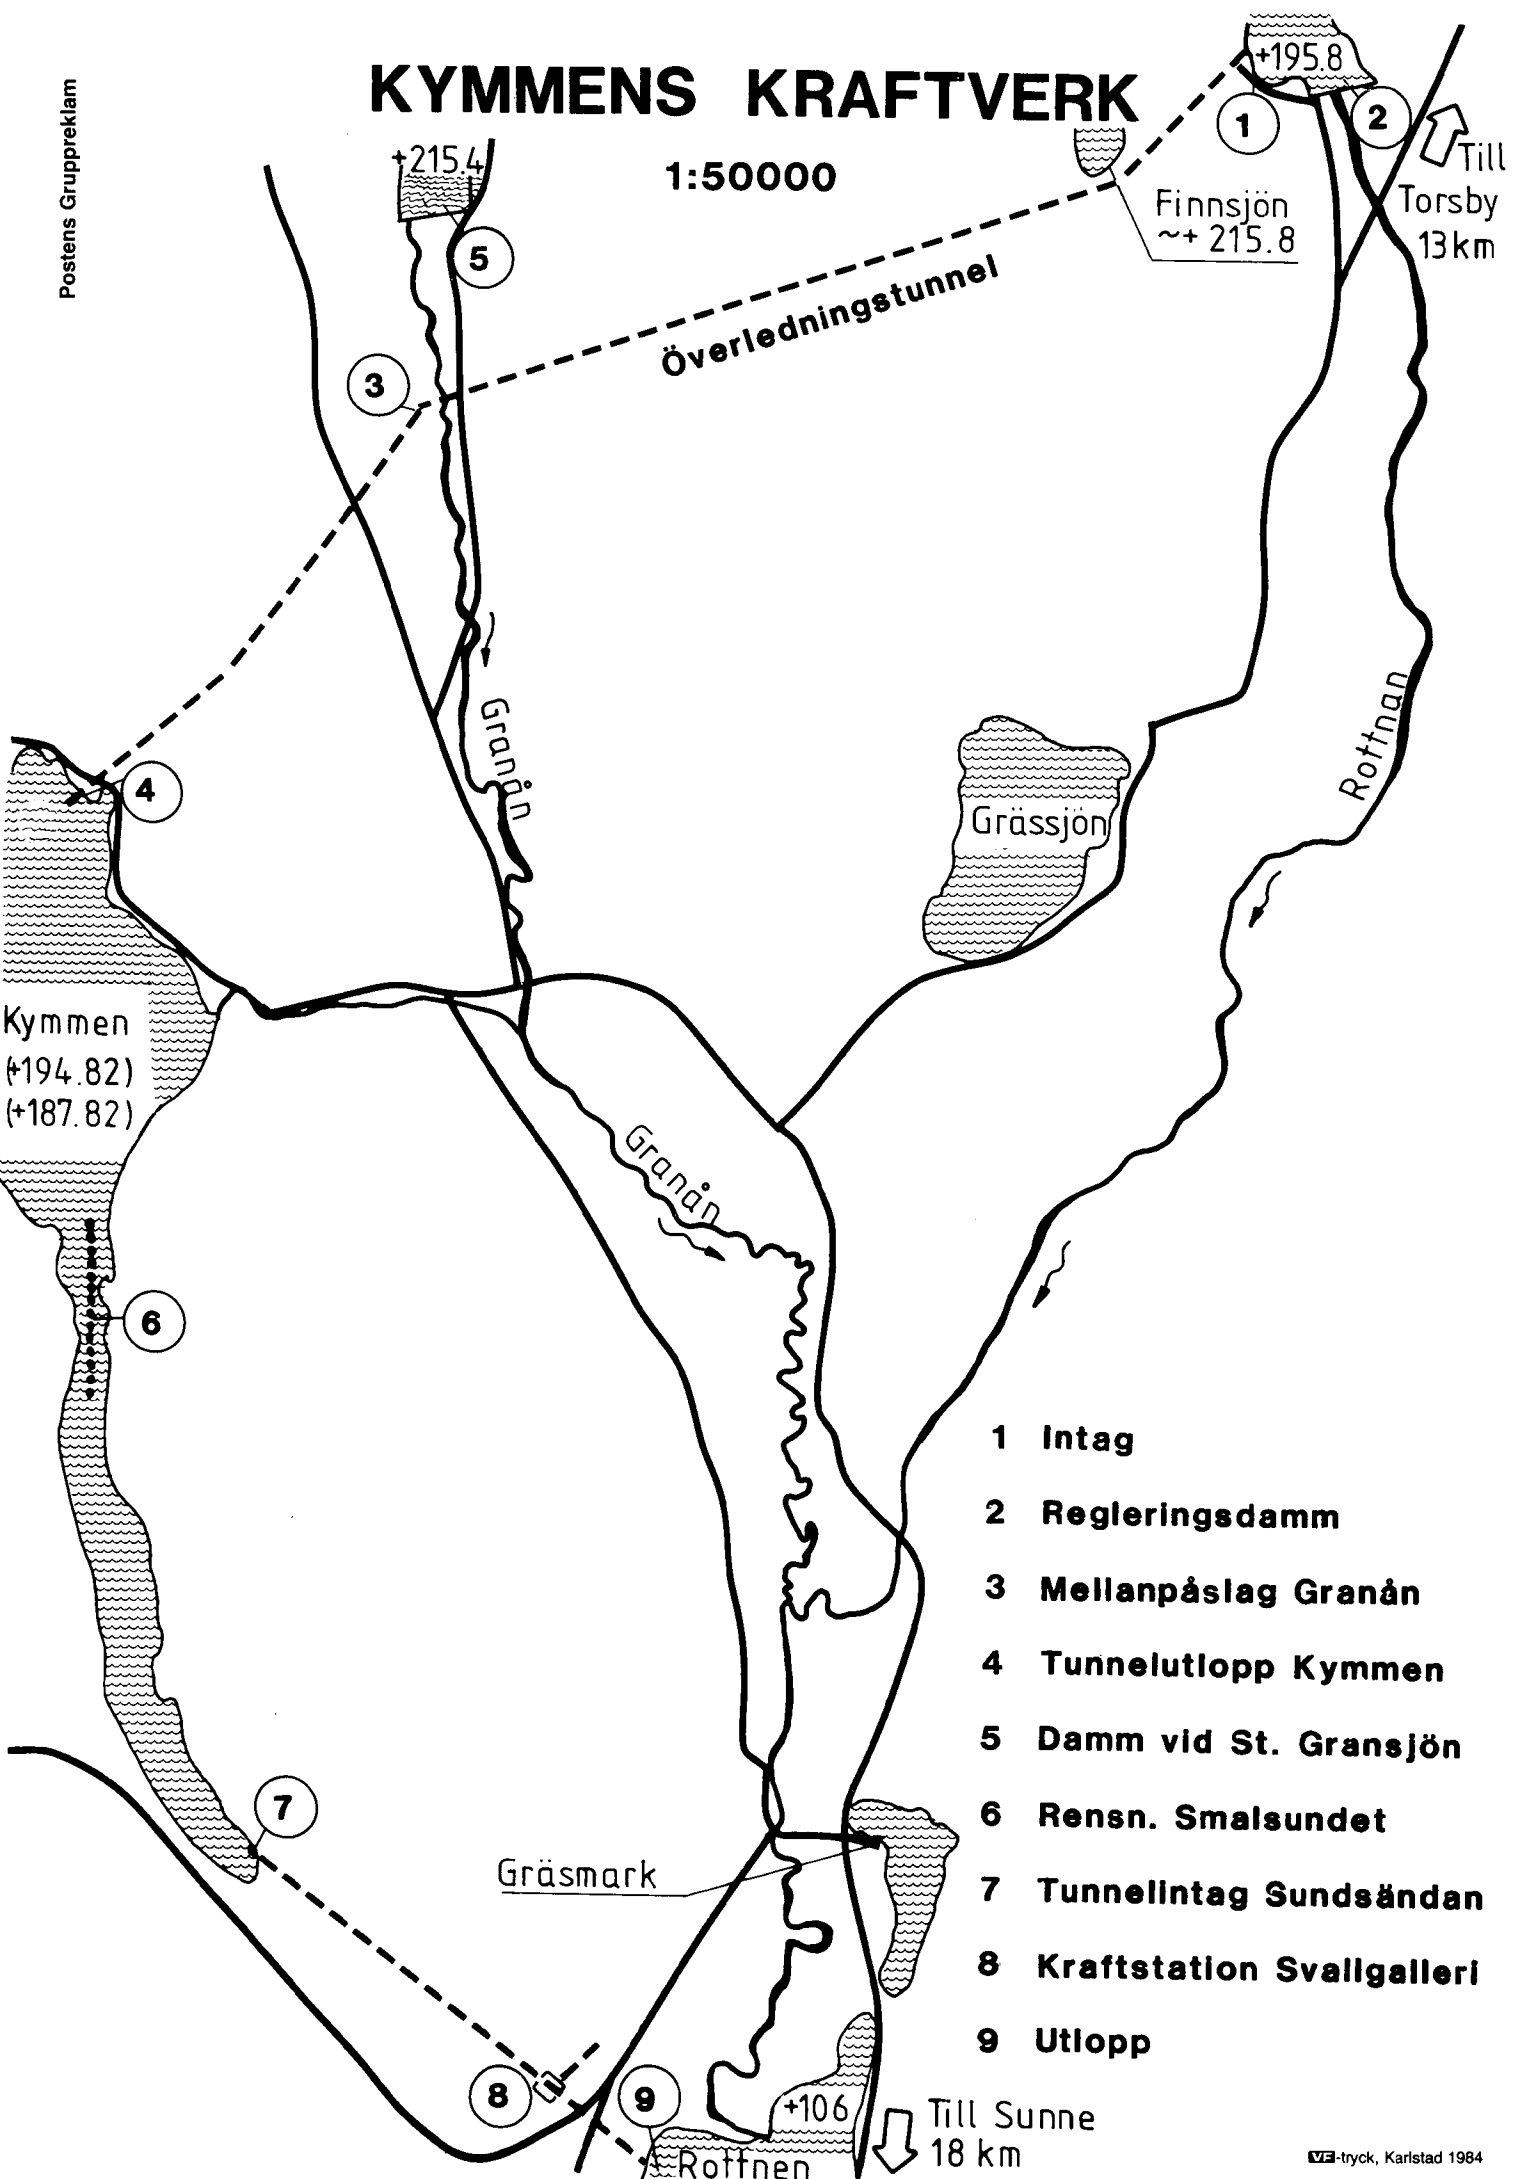 Postens Gruppreklam
KYMMENS KRAFTVERK
1:50000
+195.8
1
2
Till
Torsby
13 km
+215.4
5
Finnsjön
~+ 215.8
Överledningstunnel
3
Granån
Rottnan
4
Grässjön
Kymmen
(+194.82)
(+187.82)
Granån
6
1 Intag
2 Regleringsdamm
3 Mellanpåslag Granån
4 Tunnelutlopp Kymmen
5 Damm vid St. Gransjön
6 Rensn. Smalsundet
7 Tunnelintag Sundsändan
8 Kraftstation Svallgalleri
9 Utlopp
7
Gräsmark
8
9
+106
Rottnen
Till Sunne
18 km
VF-tryck, Karlstad 1984